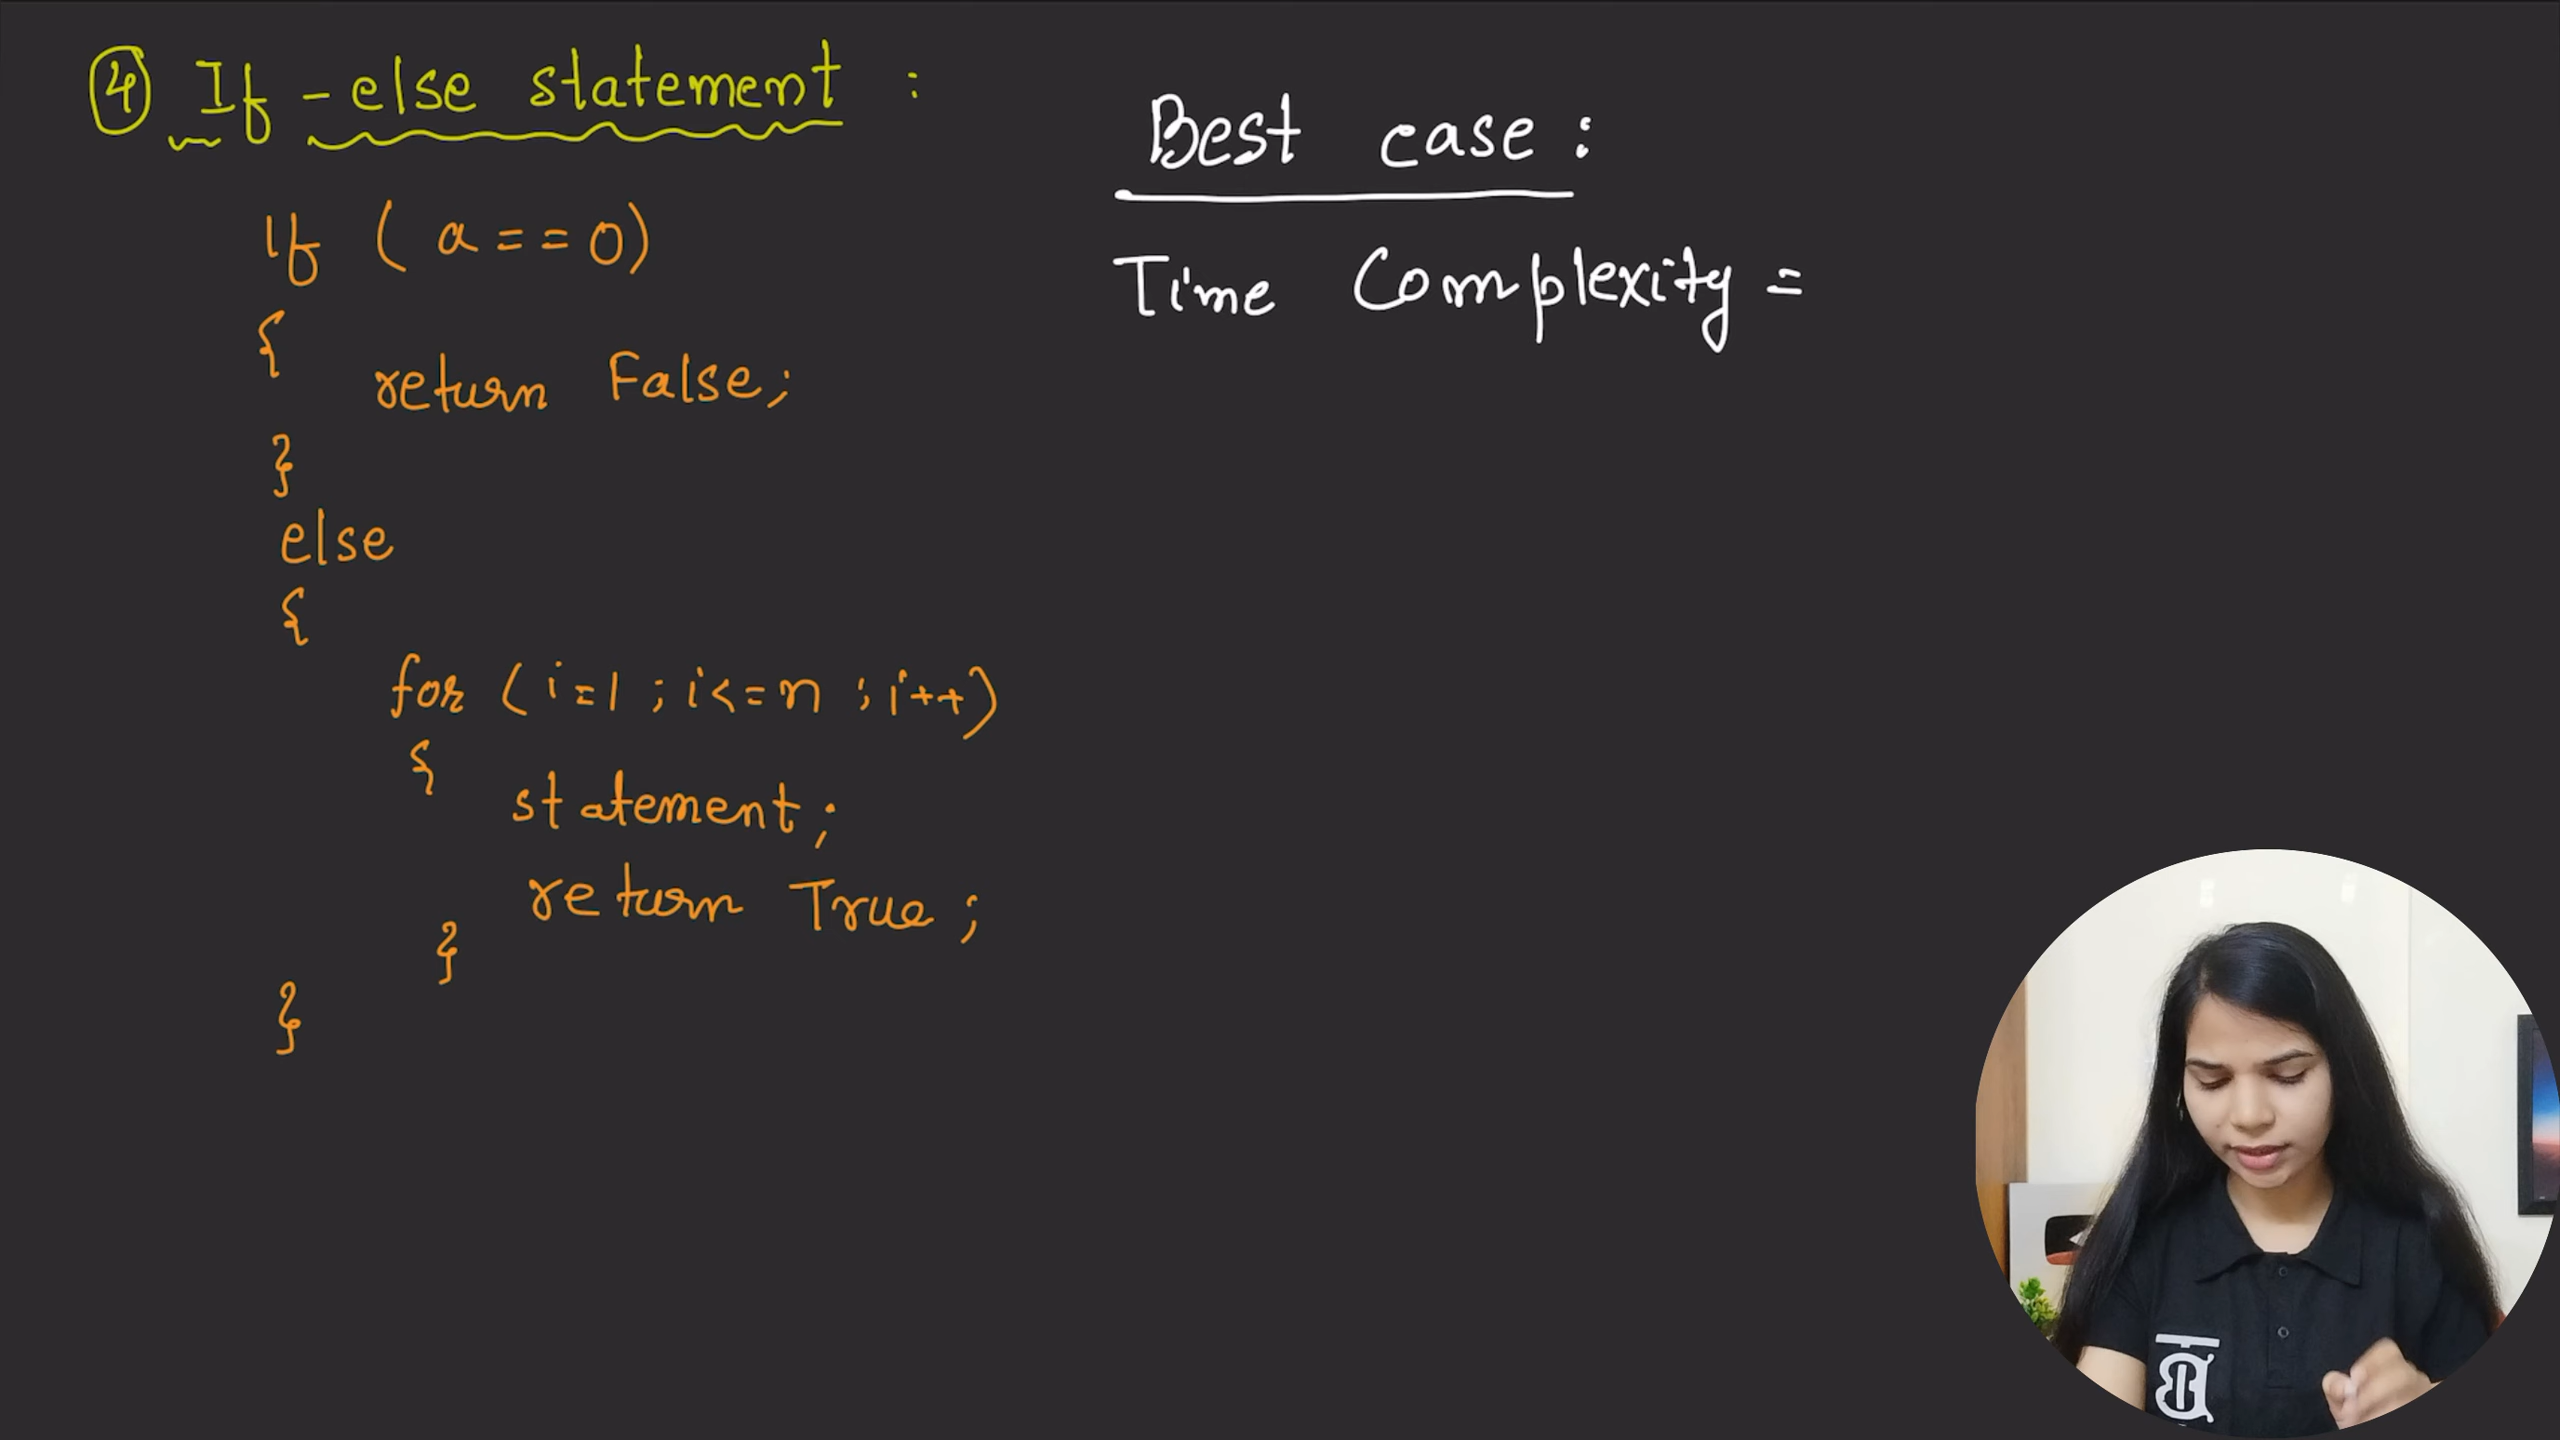 ④ If - else statement :
If ( a == 0 )
{
return False;
}
else
{
for ( i=1 ; i<=n ; i++)
{
statement;
return True ;
}
}
Best case :
Time Complexity =